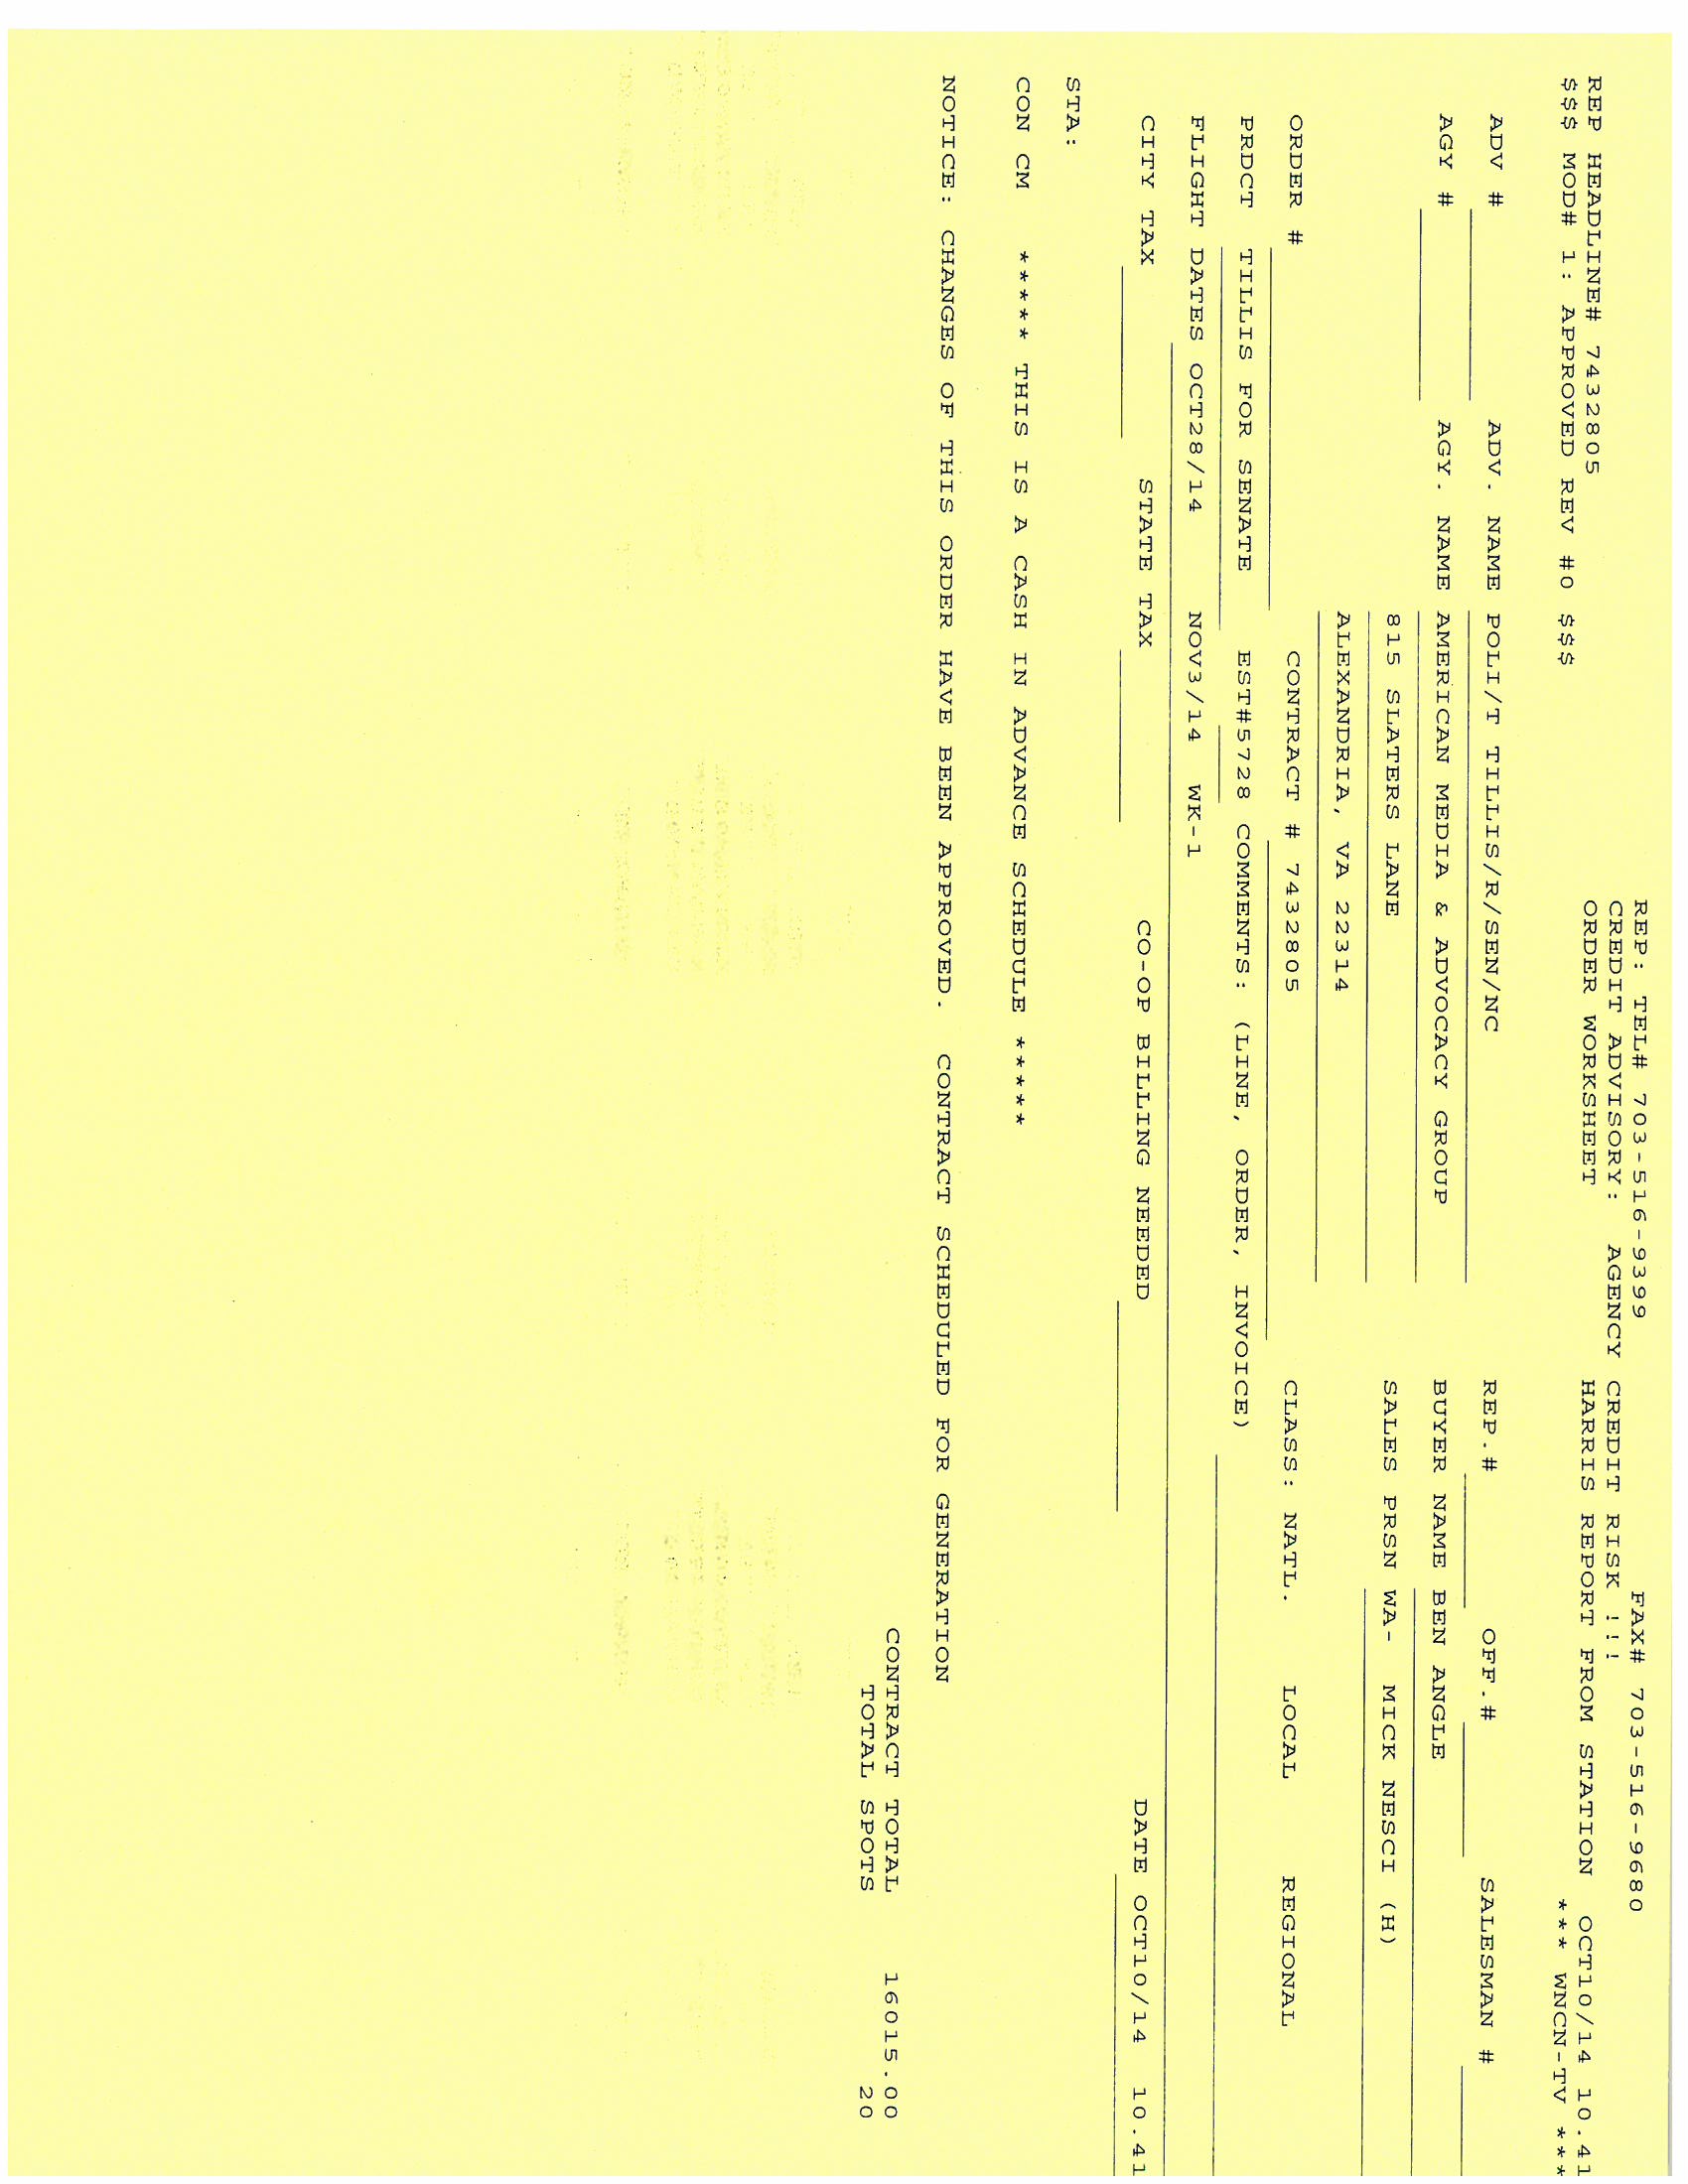 REP: TEL# 703-516-9399 FAX# 703-516-9680
CREDIT ADVISORY: AGENCY CREDIT RISK !!!
REP HEADLINE# 7432805 ORDER WORKSHEET HARRIS REPORT FROM STATION OCT10/14 10.41
$$$ MOD# 1: APPROVED REV #0 $$$ *** WNCN-TV ***
ADV # ADV. NAME POLI/T TILLIS/R/SEN/NC REP.# OFF.# SALESMAN #
AGY # AGY. NAME AMERICAN MEDIA & ADVOCACY GROUP BUYER NAME BEN ANGLE
815 SLATERS LANE SALES PRSN WA- MICK NESCI (H)
ALEXANDRIA, VA 22314
ORDER # CONTRACT # 7432805 CLASS: NATL. LOCAL REGIONAL
PRDCT TILLIS FOR SENATE EST#5728 COMMENTS: (LINE, ORDER, INVOICE)
FLIGHT DATES OCT28/14 NOV3/14 WK-1
CITY TAX STATE TAX CO-OP BILLING NEEDED DATE OCT10/14 10.41
STA:
CON CM ***** THIS IS A CASH IN ADVANCE SCHEDULE *****
NOTICE: CHANGES OF THIS ORDER HAVE BEEN APPROVED. CONTRACT SCHEDULED FOR GENERATION
CONTRACT TOTAL 16015.00
TOTAL SPOTS 20